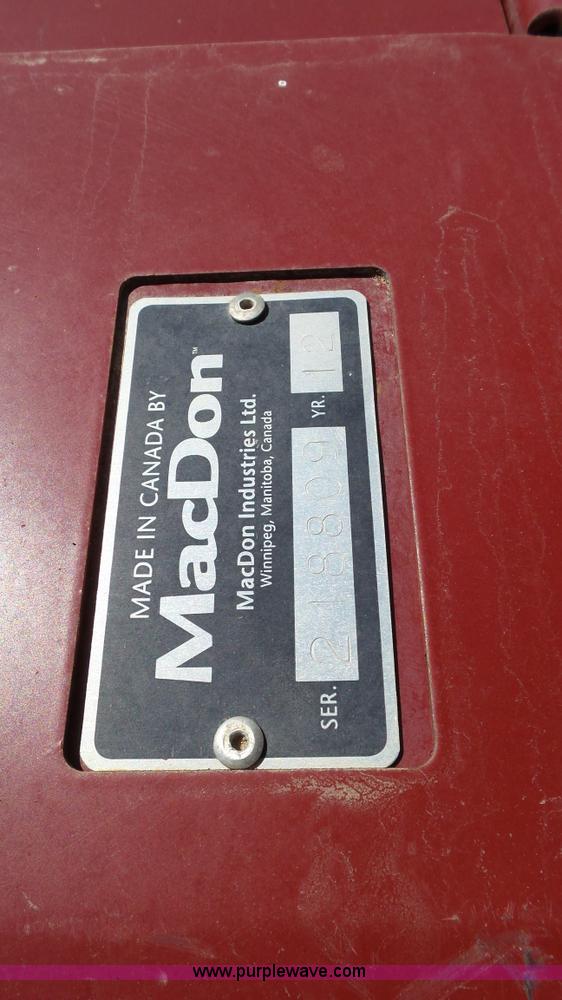 MADE IN CANADA BY
MacDon™
MacDon Industries Ltd.
Winnipeg, Manitoba, Canada
SER. 218809 YR. 12
www.purplewave.com